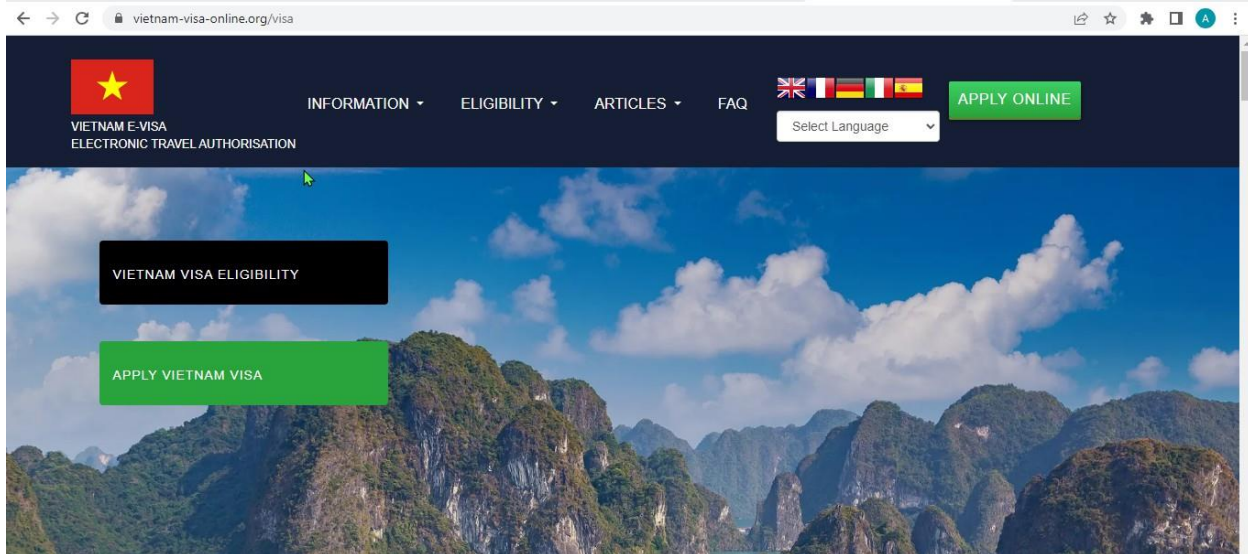 vietnam-visa-online.org/visa
A
VIETNAM E-VISA
ELECTRONIC TRAVEL AUTHORISATION
INFORMATION
ELIGIBILITY
ARTICLES
FAQ
Select Language
APPLY ONLINE
VIETNAM VISA ELIGIBILITY
APPLY VIETNAM VISA